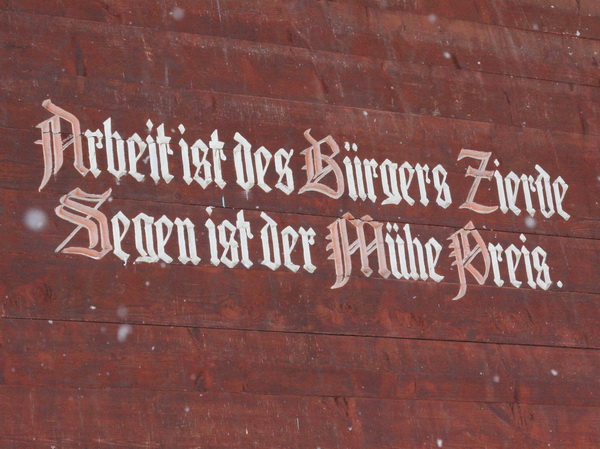 Arbeit ist des Bürgers Zierde
Segen ist der Mühe Preis.